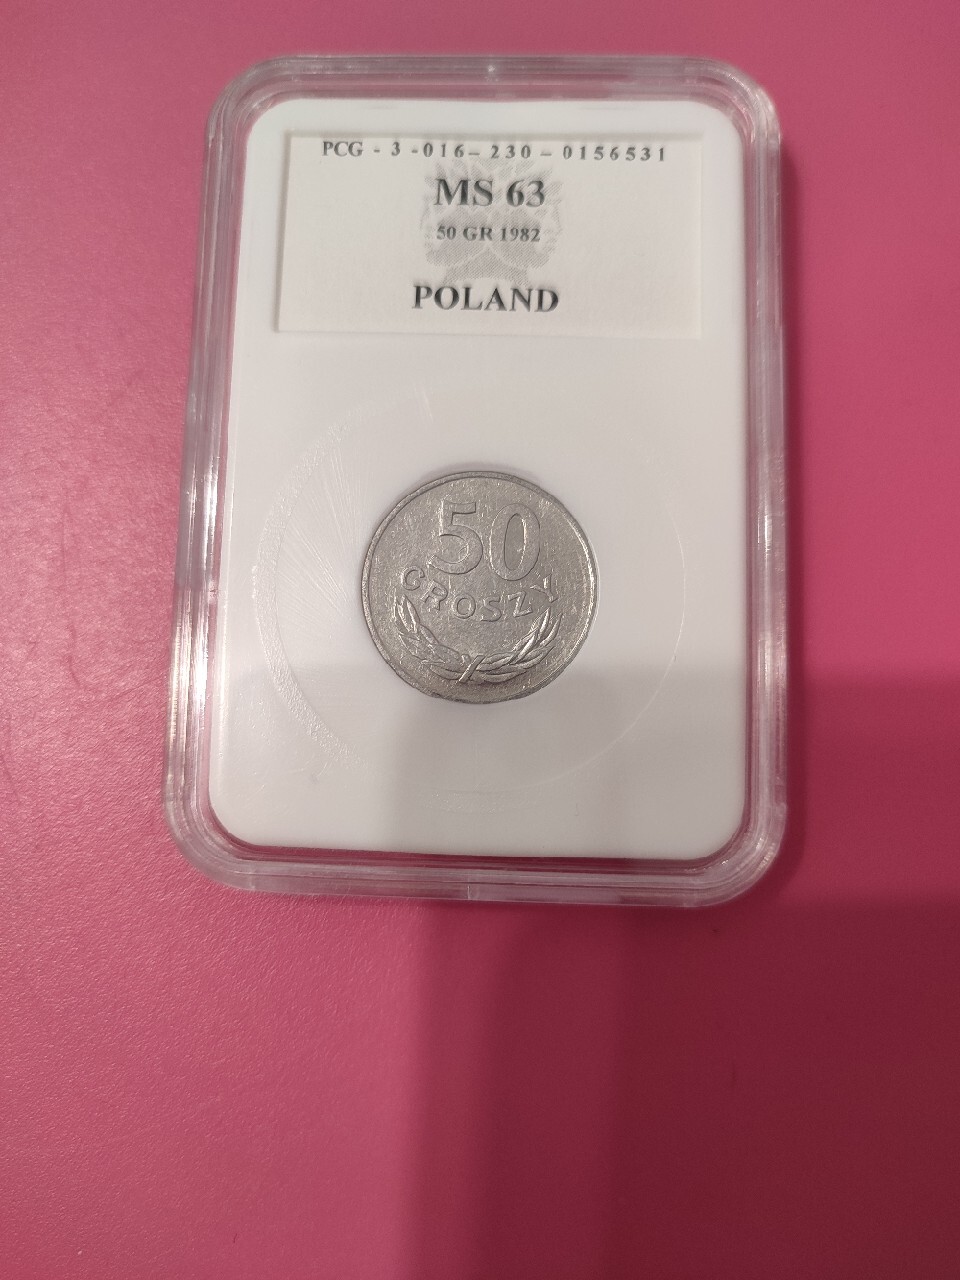 PCG - 3 -016- 230 - 0156531
MS 63
50 GR 1982
POLAND
50
GROSZY